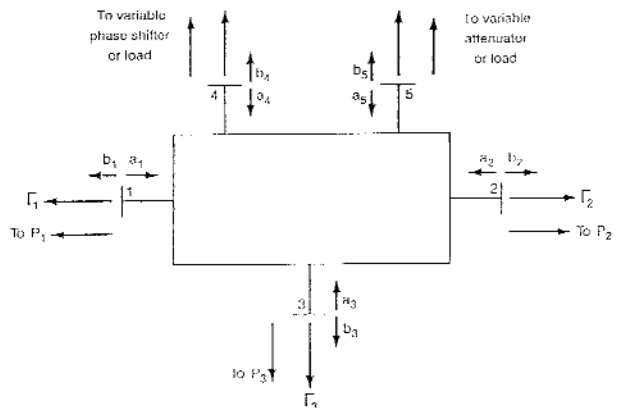 To variable
phase shifter
or load
To variable
attenuator
or load
b4
a4
4
b5
a5
5
b1 a1
1
Γ1
To P1
a2 b2
2
Γ2
To P2
3
a3
b3
To P3
Γ3